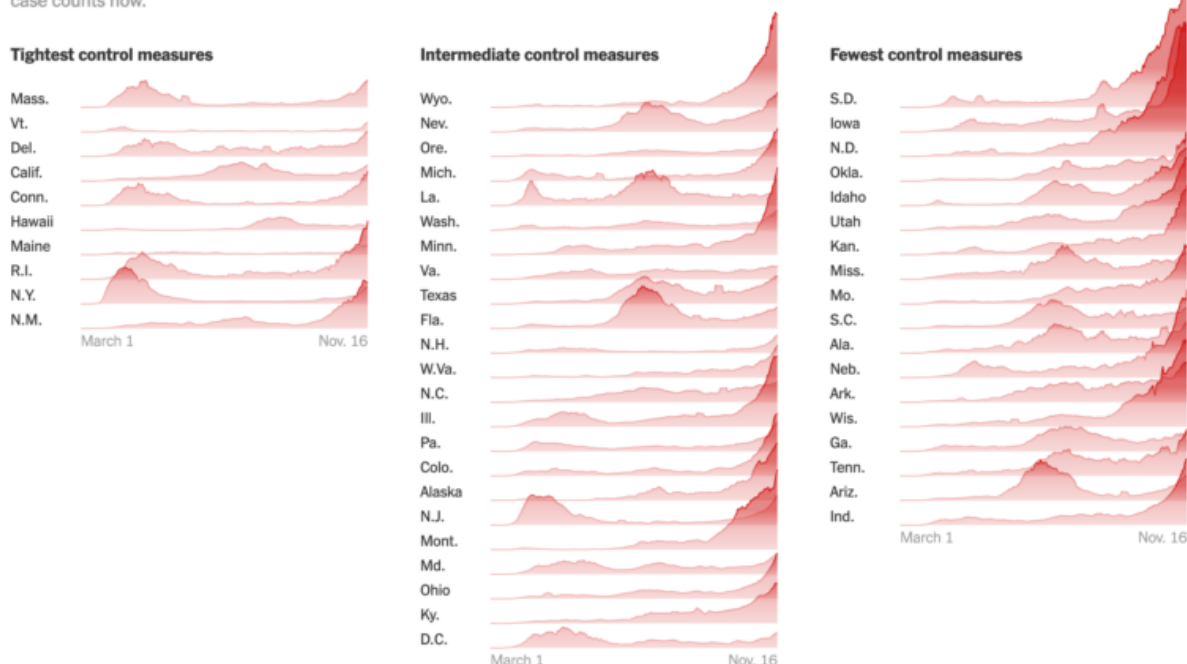 case counts now.
Tightest control measures
Mass.
Vt.
Del.
Calif.
Conn.
Hawaii
Maine
R.I.
N.Y.
N.M.
March 1 Nov. 16
Intermediate control measures
Wyo.
Nev.
Ore.
Mich.
La.
Wash.
Minn.
Va.
Texas
Fla.
N.H.
W.Va.
N.C.
Ill.
Pa.
Colo.
Alaska
N.J.
Mont.
Md.
Ohio
Ky.
D.C.
March 1 Nov. 16
Fewest control measures
S.D.
Iowa
N.D.
Okla.
Idaho
Utah
Kan.
Miss.
Mo.
S.C.
Ala.
Neb.
Ark.
Wis.
Ga.
Tenn.
Ariz.
Ind.
March 1 Nov. 16